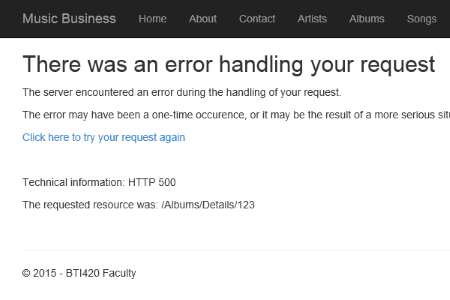 Music Business Home About Contact Artists Albums Songs
There was an error handling your request
The server encountered an error during the handling of your request.
The error may have been a one-time occurence, or it may be the result of a more serious
Click here to try your request again
Technical information: HTTP 500
The requested resource was: /Albums/Details/123
© 2015 - BTI420 Faculty